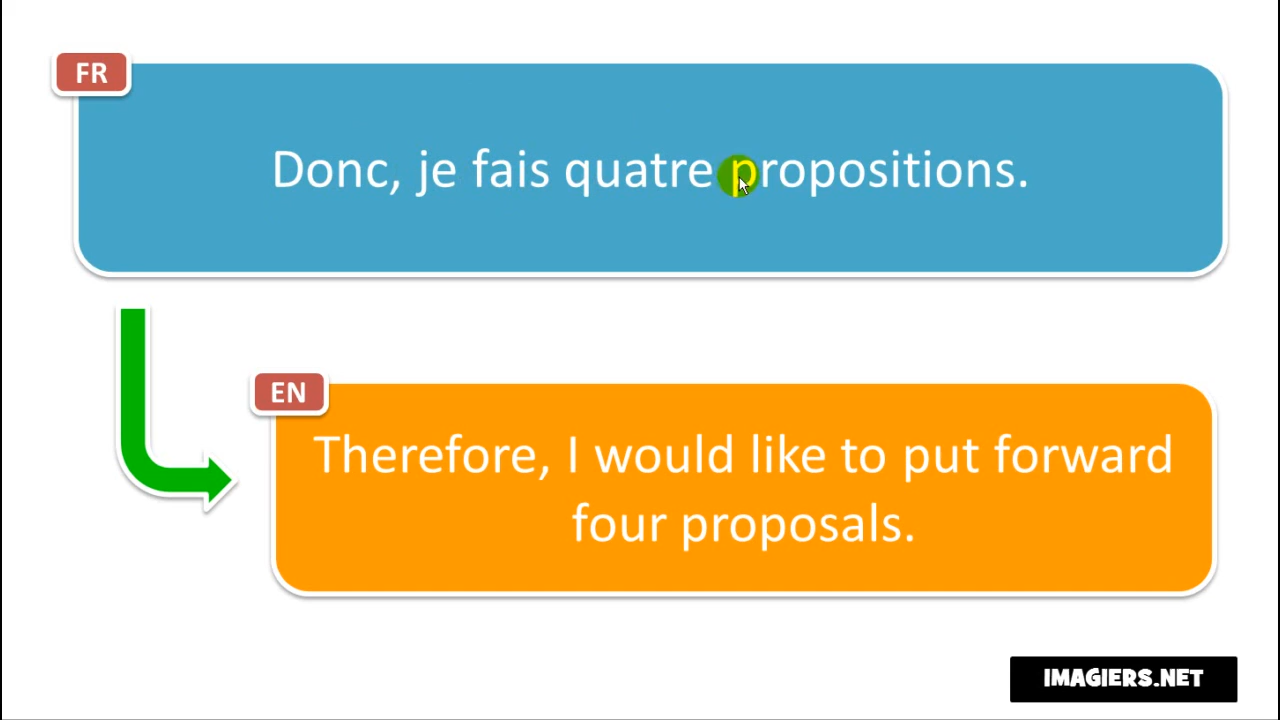 FR
Donc, je fais quatre propositions.
EN
Therefore, I would like to put forward
four proposals.
IMAGIERS.NET